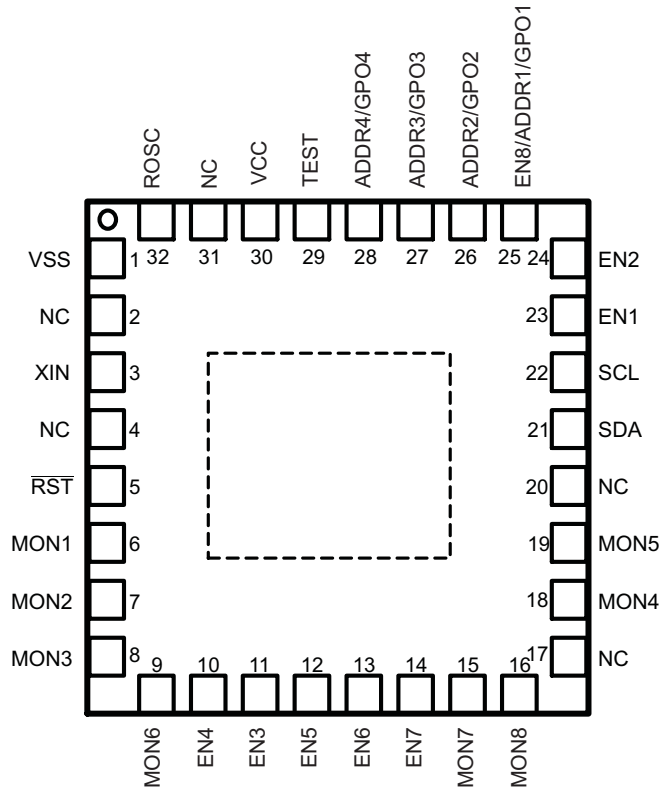 ROSC
NC
VCC
TEST
ADDR4/GPO4
ADDR3/GPO3
ADDR2/GPO2
EN8/ADDR1/GPO1
32 31 30 29 28 27 26 25
VSS 1 24 EN2
NC 2 23 EN1
XIN 3 22 SCL
NC 4 21 SDA
RST 5 20 NC
MON1 6 19 MON5
MON2 7 18 MON4
MON3 8 17 NC
9 10 11 12 13 14 15 16
MON6
EN4
EN3
EN5
EN6
EN7
MON7
MON8